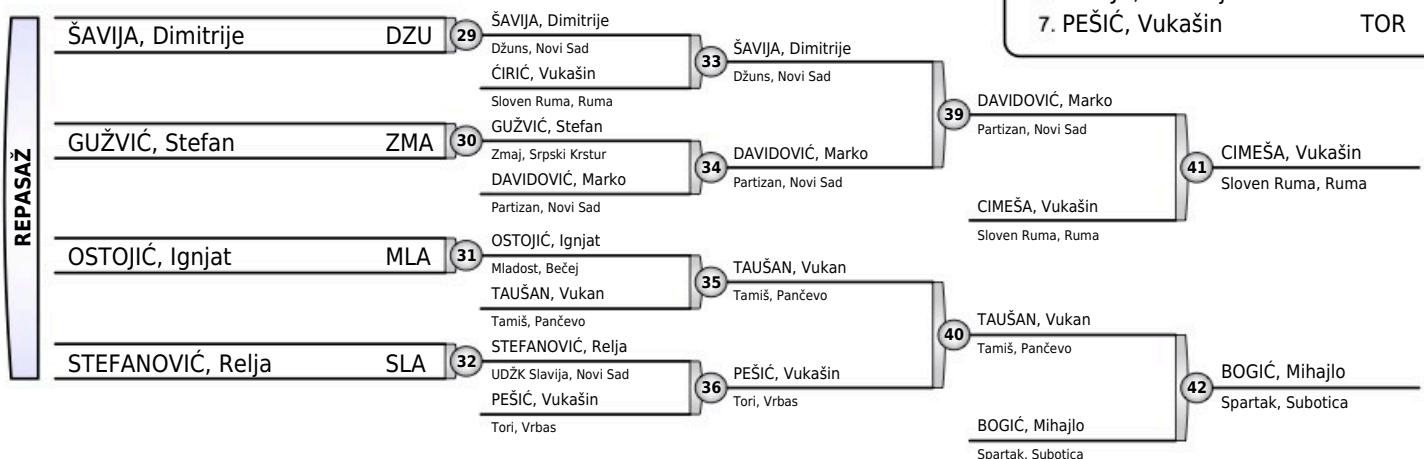 7. PEŠIĆ, Vukašin TOR
REPASAŽ
ŠAVIJA, Dimitrije DZU
GUŽVIĆ, Stefan ZMA
OSTOJIĆ, Ignjat MLA
STEFANOVIĆ, Relja SLA
29
ŠAVIJA, Dimitrije
Džuns, Novi Sad
ĆIRIĆ, Vukašin
Sloven Ruma, Ruma
30
GUŽVIĆ, Stefan
Zmaj, Srpski Krstur
DAVIDOVIĆ, Marko
Partizan, Novi Sad
31
OSTOJIĆ, Ignjat
Mladost, Bečej
TAUŠAN, Vukan
Tamiš, Pančevo
32
STEFANOVIĆ, Relja
UDŽK Slavija, Novi Sad
PEŠIĆ, Vukašin
Tori, Vrbas
33
ŠAVIJA, Dimitrije
Džuns, Novi Sad
34
DAVIDOVIĆ, Marko
Partizan, Novi Sad
35
TAUŠAN, Vukan
Tamiš, Pančevo
36
PEŠIĆ, Vukašin
Tori, Vrbas
39
DAVIDOVIĆ, Marko
Partizan, Novi Sad
CIMEŠA, Vukašin
Sloven Ruma, Ruma
40
TAUŠAN, Vukan
Tamiš, Pančevo
BOGIĆ, Mihajlo
Spartak, Subotica
41
CIMEŠA, Vukašin
Sloven Ruma, Ruma
42
BOGIĆ, Mihajlo
Spartak, Subotica